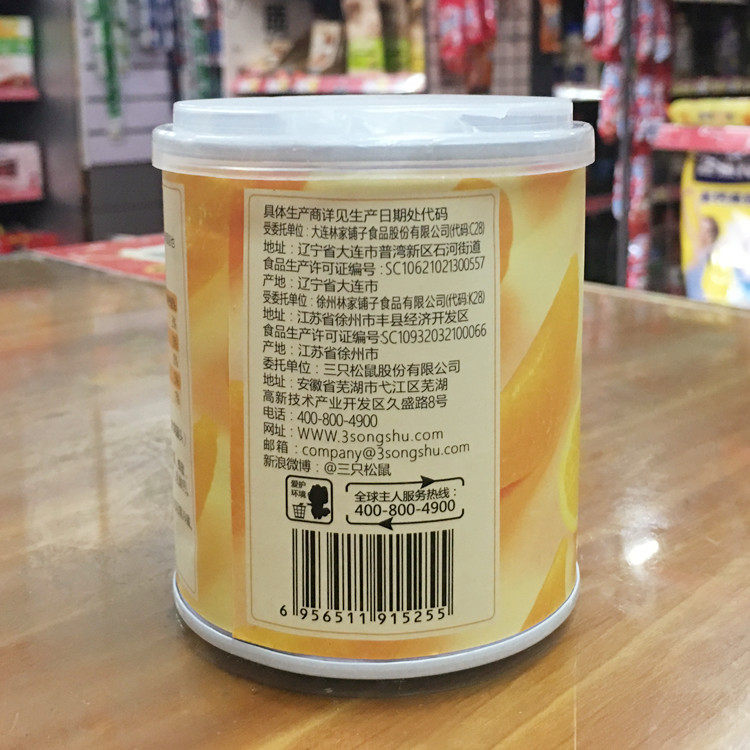 具体生产商详见生产日期处代码
受委托单位：大连林家铺子食品股份有限公司(代码:C28)
地址：辽宁省大连市普湾新区石河街道
食品生产许可证编号：SC10621021300557
产地：辽宁省大连市
受委托单位：徐州林家铺子食品有限公司(代码:K28)
地址：江苏省徐州市丰县经济开发区
食品生产许可证编号:SC10932032100066
产地：江苏省徐州市
委托单位：三只松鼠股份有限公司
地址：安徽省芜湖市弋江区芜湖
高新技术产业开发区久盛路8号
电话：400-800-4900
网址：WWW.3songshu.com
邮箱：company@3songshu.com
新浪微博：@三只松鼠
爱护
环境
全球主人服务热线：
400-800-4900
6 956511 915255